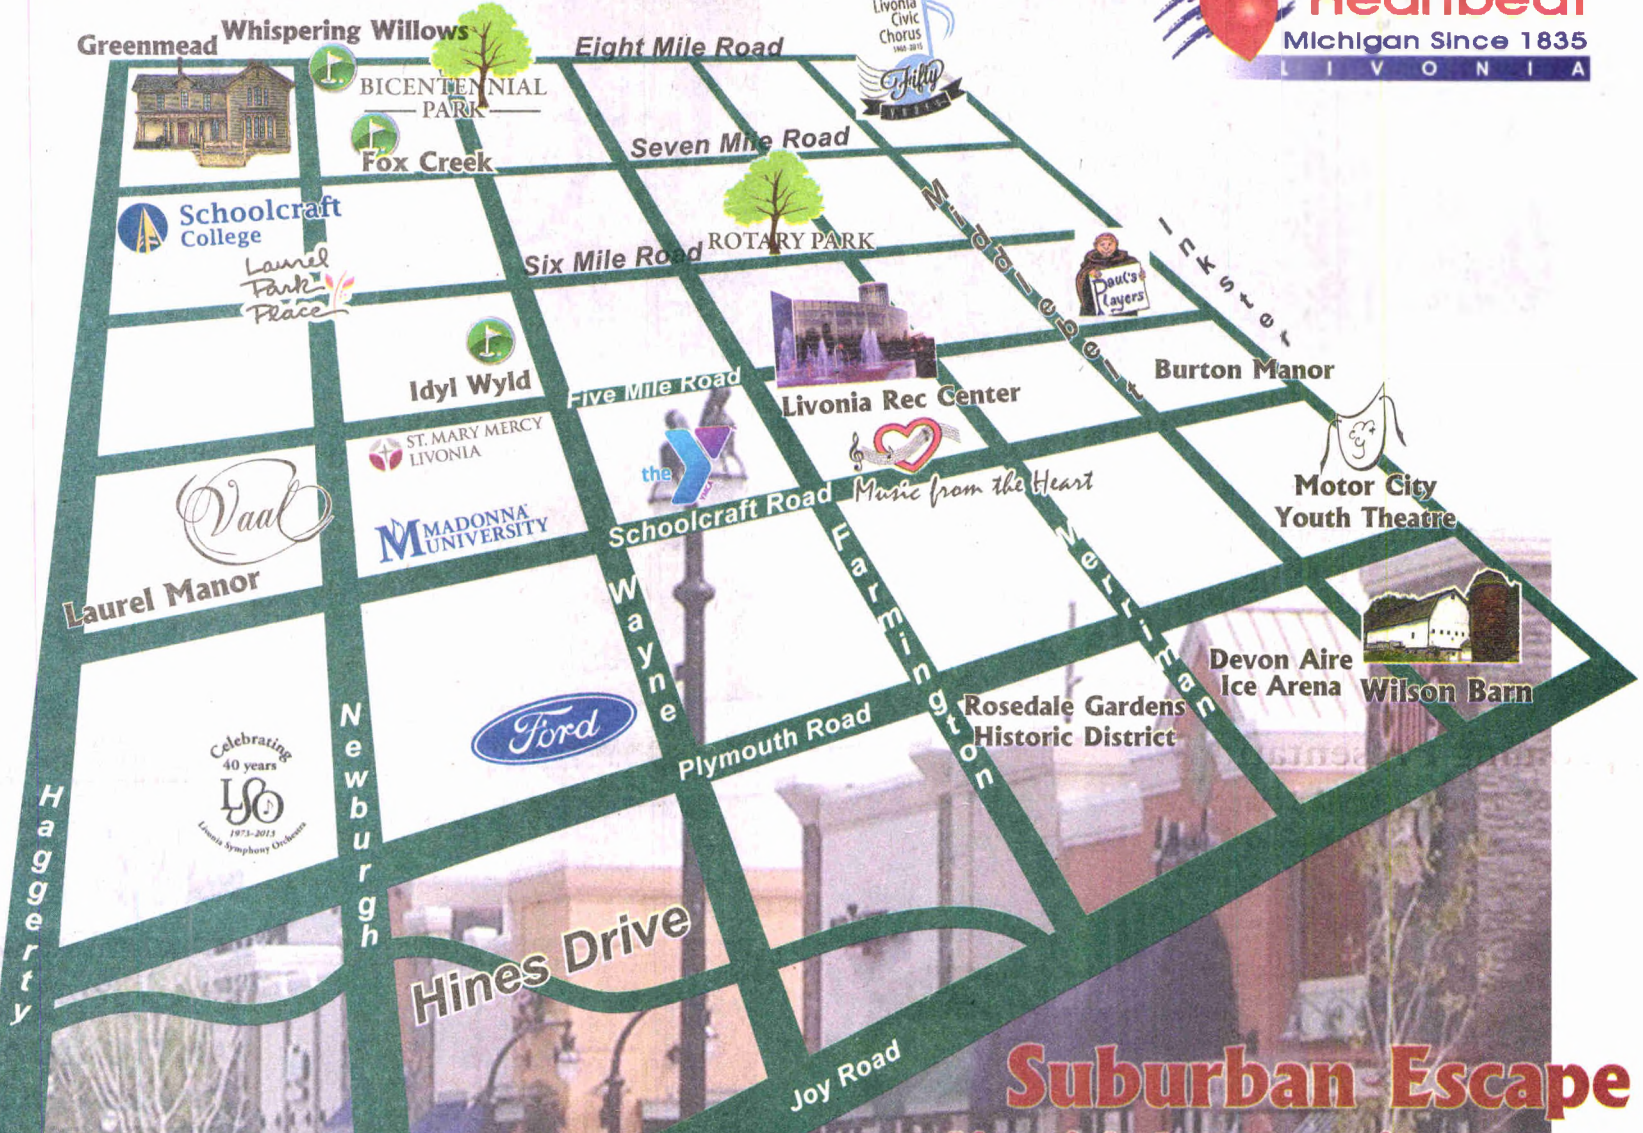 Livonia
Civic
Chorus
Fifty
Heartbeat
Michigan Since 1835
LIVONIA
Greenmead
Whispering Willows
Eight Mile Road
BICENTENNIAL
PARK
Fox Creek
Seven Mile Road
Schoolcraft
College
Laurel
Park
Place
Six Mile Road
ROTARY PARK
Middlebelt
Inkster
Paul's
Players
Idyl Wyld
Five Mile Road
Livonia Rec Center
Burton Manor
ST. MARY MERCY
LIVONIA
the
YMCA
Music from the Heart
Motor City
Youth Theatre
Vaal
MADONNA
UNIVERSITY
Schoolcraft Road
Laurel Manor
Wayne
Farmington
Merriman
Devon Aire
Ice Arena
Wilson Barn
Rosedale Gardens
Historic District
Ford
Plymouth Road
Newburgh
Celebrating
40 years
LSO
1973-2013
Livonia Symphony Orchestra
Haggerty
Hines Drive
Joy Road
Suburban Escape